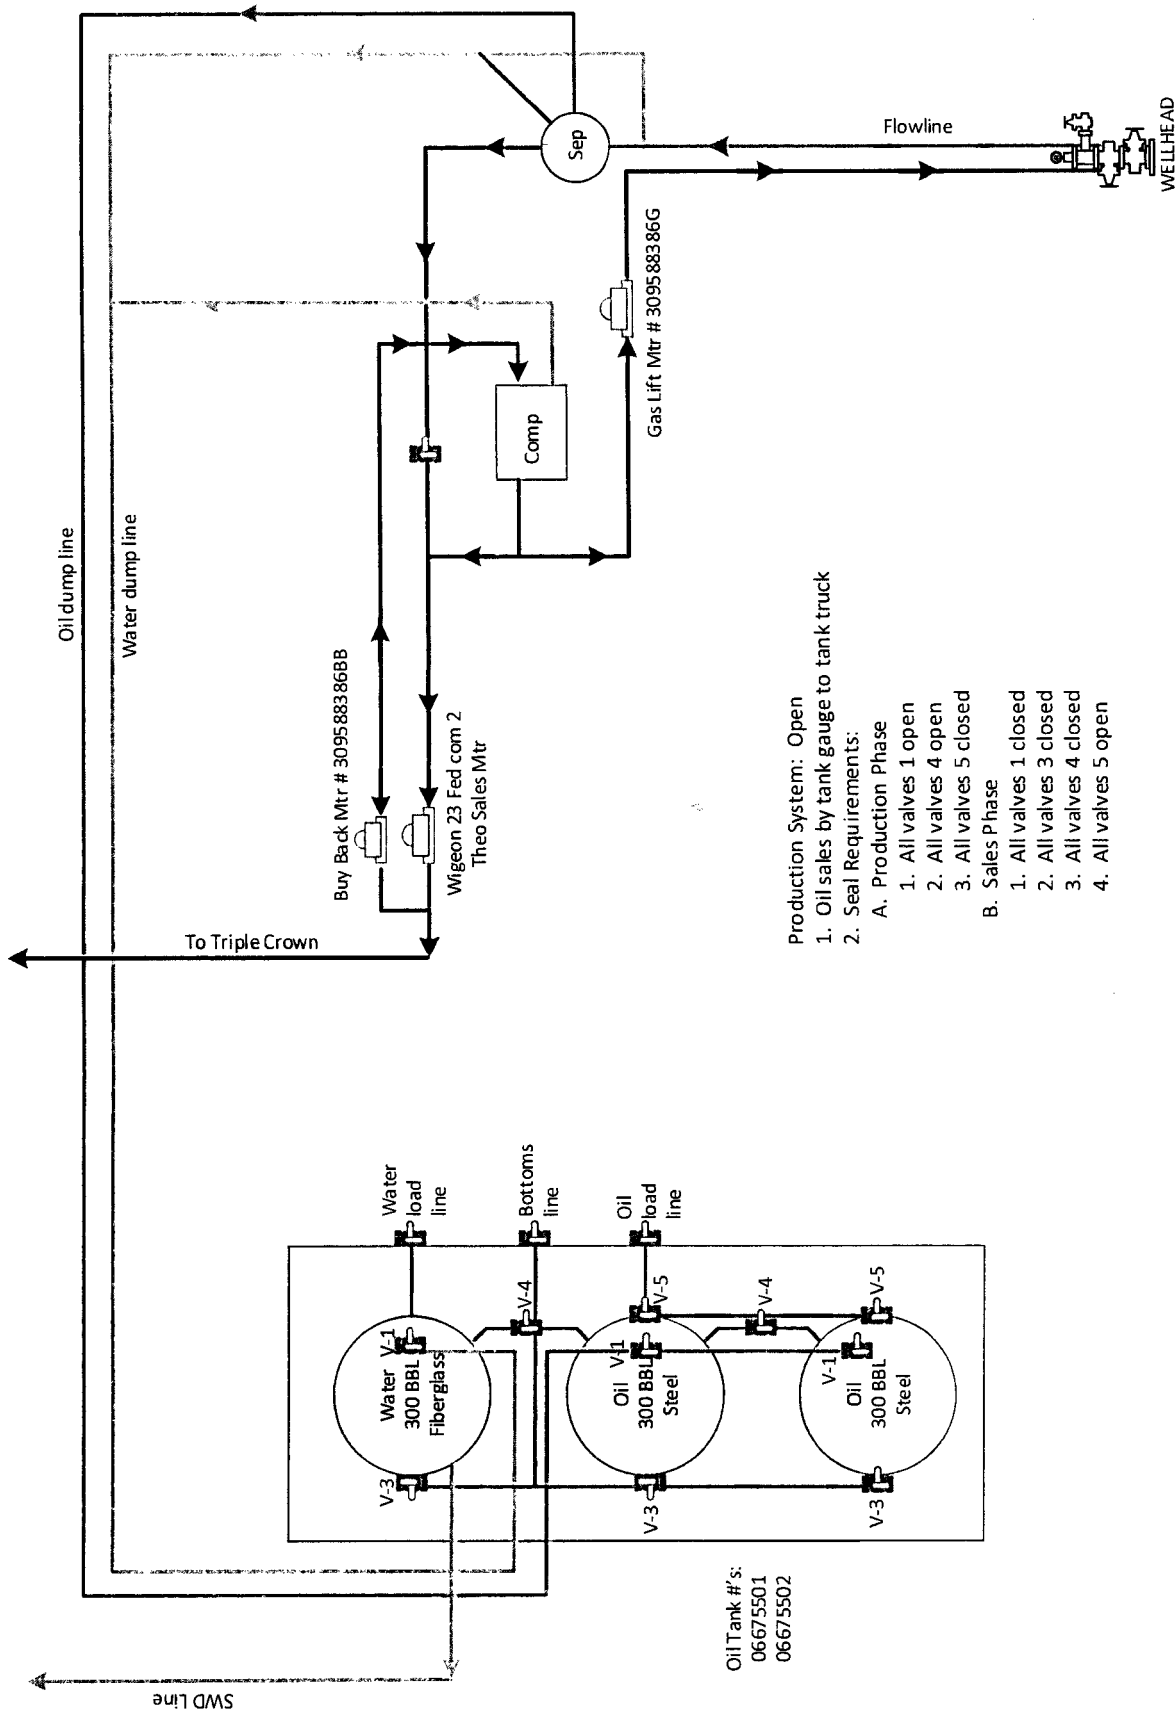 SWD Line
Oil dump line
Water dump line
To Triple Crown
Buy Back Mtr # 309588386BB
Wigeon 23 Fed com 2
Theo Sales Mtr
Comp
Sep
Gas Lift Mtr # 309588386G
Flowline
WELLHEAD
Water
load
line
Bottoms
line
Oil
load
line
V-3
V-1
Water
300 BBL
Fiberglass
V-4
V-3
V-1
Oil
300 BBL
Steel
V-5
V-4
V-3
V-1
Oil
300 BBL
Steel
V-5
Oil Tank #'s:
06675501
06675502
Production System: Open
1. Oil sales by tank gauge to tank truck
2. Seal Requirements:
A. Production Phase
1. All valves 1 open
2. All valves 4 open
3. All valves 5 closed
B. Sales Phase
1. All valves 1 closed
2. All valves 3 closed
3. All valves 4 closed
4. All valves 5 open